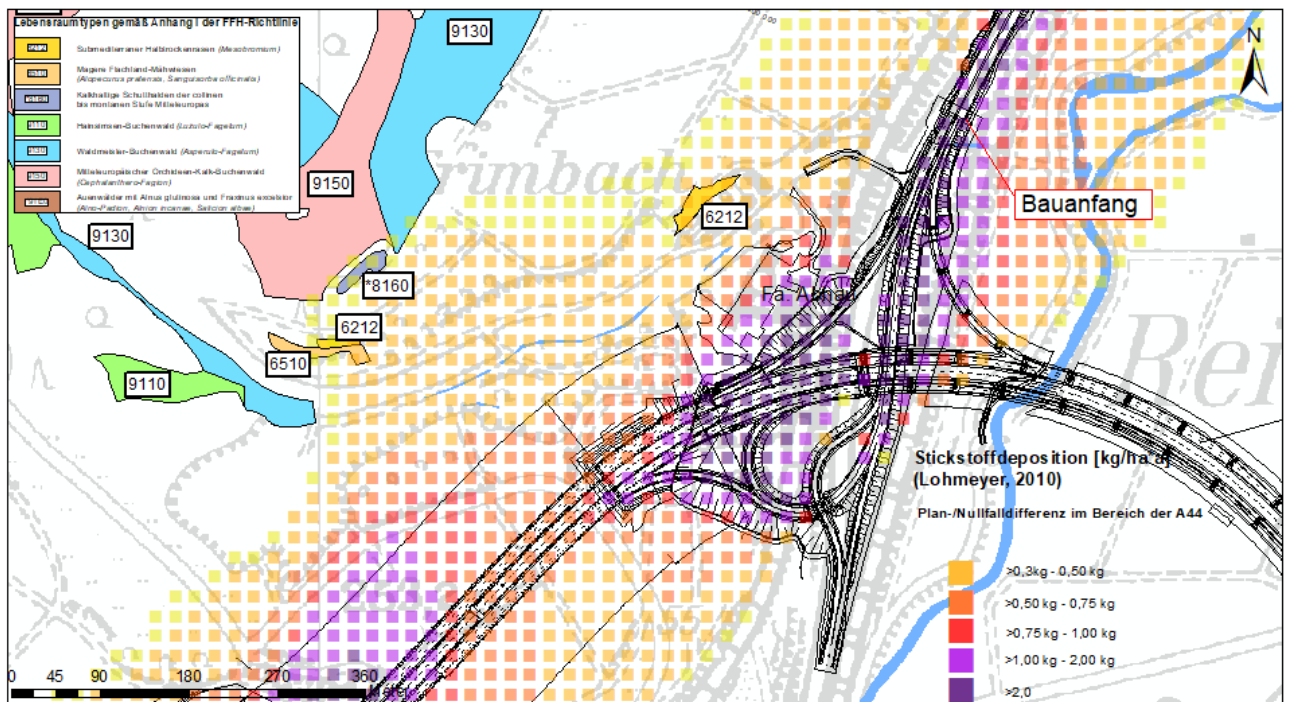 Lebensraumtypen gemäß Anhang I der FFH-Richtlinie
Submediterraner Halbtrockenrasen (Mesobromium)
Magere Flachland-Mähwiesen
(Alopecurus pratensis, Sanguisorba officinalis)
Kalkhaltige Schutthalden der collinen
bis montanen Stufe Mitteleuropas
Hainsimsen-Buchenwald (Luzulo-Fagetum)
Waldmeister-Buchenwald (Asperulo-Fagetum)
Mitteleuropäischer Orchideen-Kalk-Buchenwald
(Cephalanthero-Fagion)
Auenwälder mit Alnus glutinosa und Fraxinus excelsior
(Alno-Padion, Alnion incanae, Salicion albae)
9130
N
9150
Trimbach
Bauanfang
6212
9130
*8160
Fa.
6212
6510
9110
Rei
Stickstoffdeposition [kg/ha*a]
(Lohmeyer, 2010)
Plan-/Nullfalldifferenz im Bereich der A44
>0,3kg - 0,50 kg
>0,50 kg - 0,75 kg
>0,75 kg - 1,00 kg
>1,00 kg - 2,00 kg
>2,0
0 45 90 180 270 360
Meter